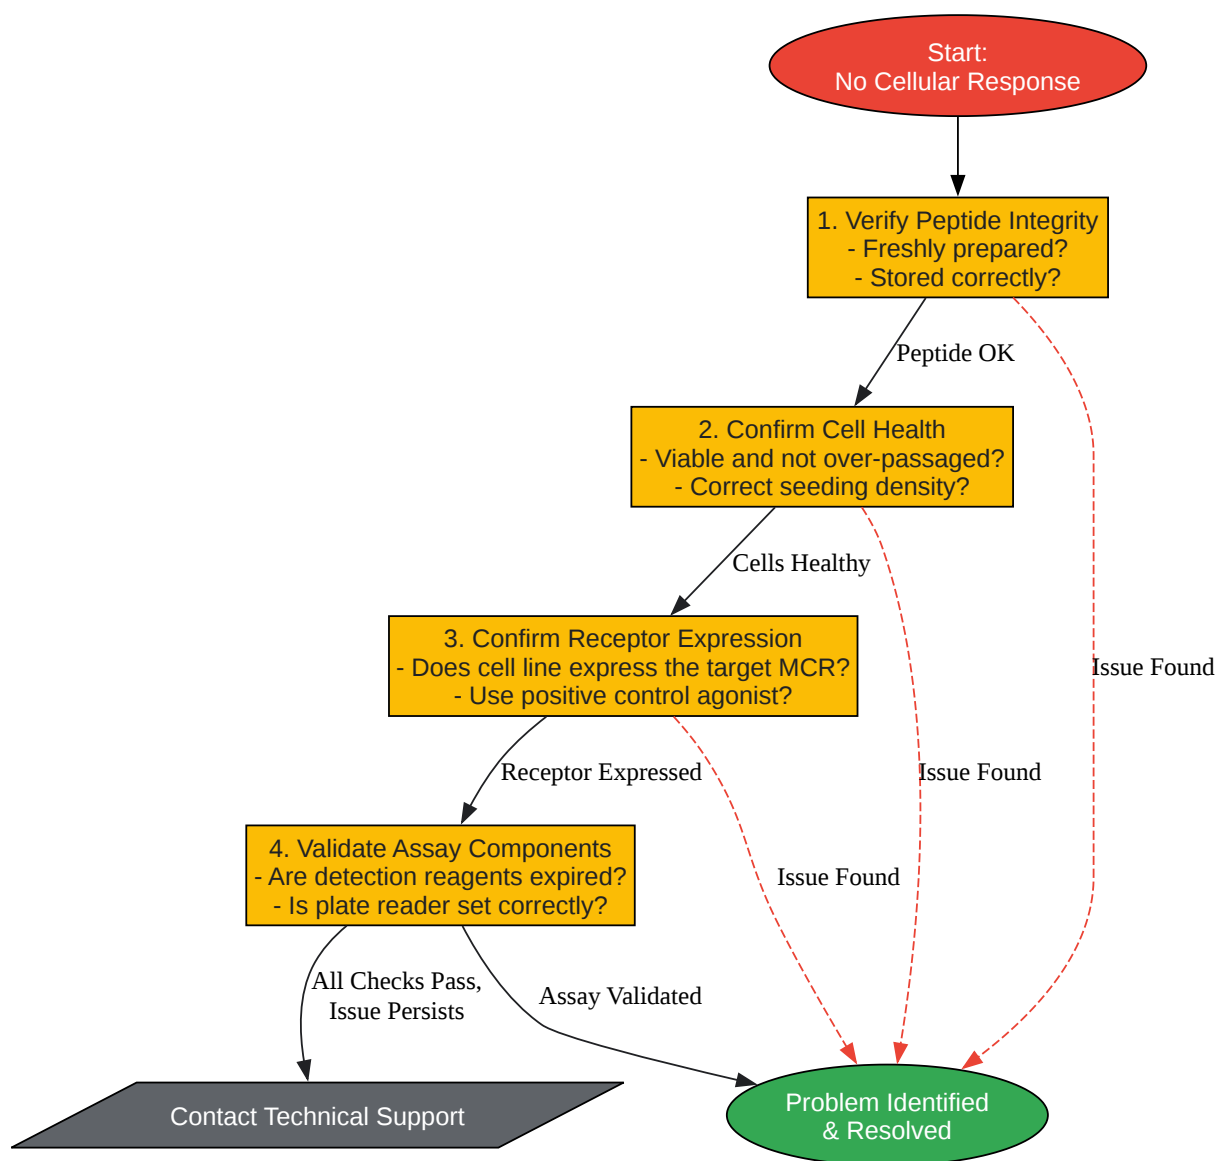 Start:
No Cellular Response
1. Verify Peptide Integrity
- Freshly prepared?
- Stored correctly?
Peptide OK
2. Confirm Cell Health
- Viable and not over-passaged?
- Correct seeding density?
Cells Healthy
3. Confirm Receptor Expression
- Does cell line express the target MCR?
- Use positive control agonist?
Issue Found
Receptor Expressed
Issue Found
4. Validate Assay Components
- Are detection reagents expired?
- Is plate reader set correctly?
Issue Found
All Checks Pass,
Issue Persists
Assay Validated
Contact Technical Support
Problem Identified
& Resolved